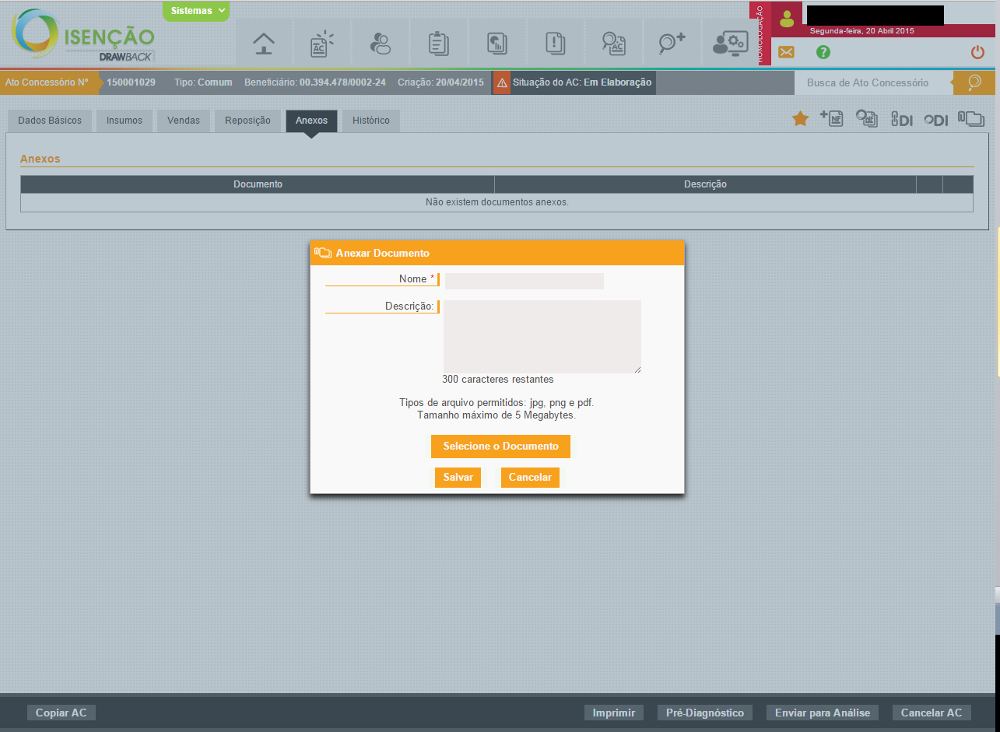 Sistemas
ISENÇÃO
DRAWBACK
AC
AC
HOMOLOGAÇÃO
Segunda-feira, 20 Abril 2015
Ato Concessório Nº 150001029 Tipo: Comum Beneficiário: 00.394.478/0002-24 Criação: 20/04/2015 Situação do AC: Em Elaboração Busca de Ato Concessório
Dados Básicos Insumos Vendas Reposição Anexos Histórico
NF NF DI DI
Anexos
Documento Descrição
Não existem documentos anexos.
Anexar Documento
Nome *
Descrição:
300 caracteres restantes
Tipos de arquivo permitidos: jpg, png e pdf.
Tamanho máximo de 5 Megabytes.
Selecione o Documento
Salvar Cancelar
Copiar AC Imprimir Pré-Diagnóstico Enviar para Análise Cancelar AC